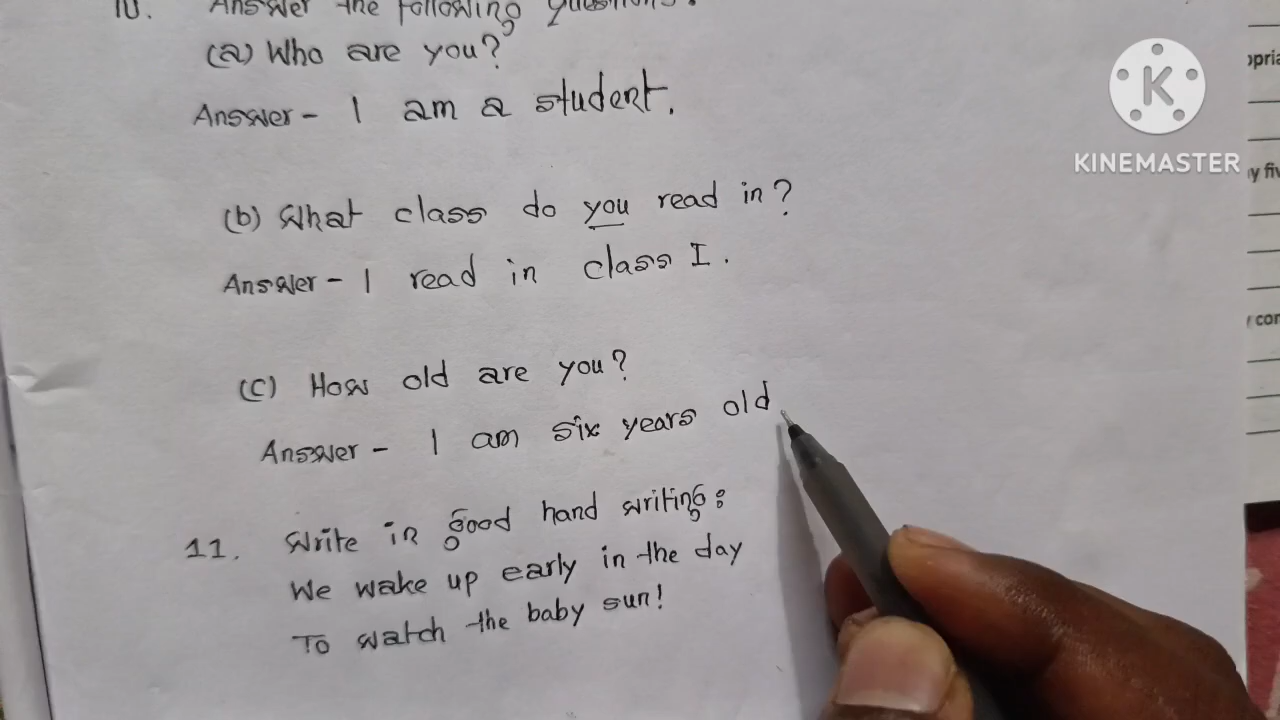 10. Answer the following questions:
(a) Who are you?
Answer - I am a student.
(b) What class do you read in?
Answer - I read in class I.
(c) How old are you?
Answer - I am six years old
11. Write in good hand writing:
We wake up early in the day
To watch the baby sun!
KINEMASTER